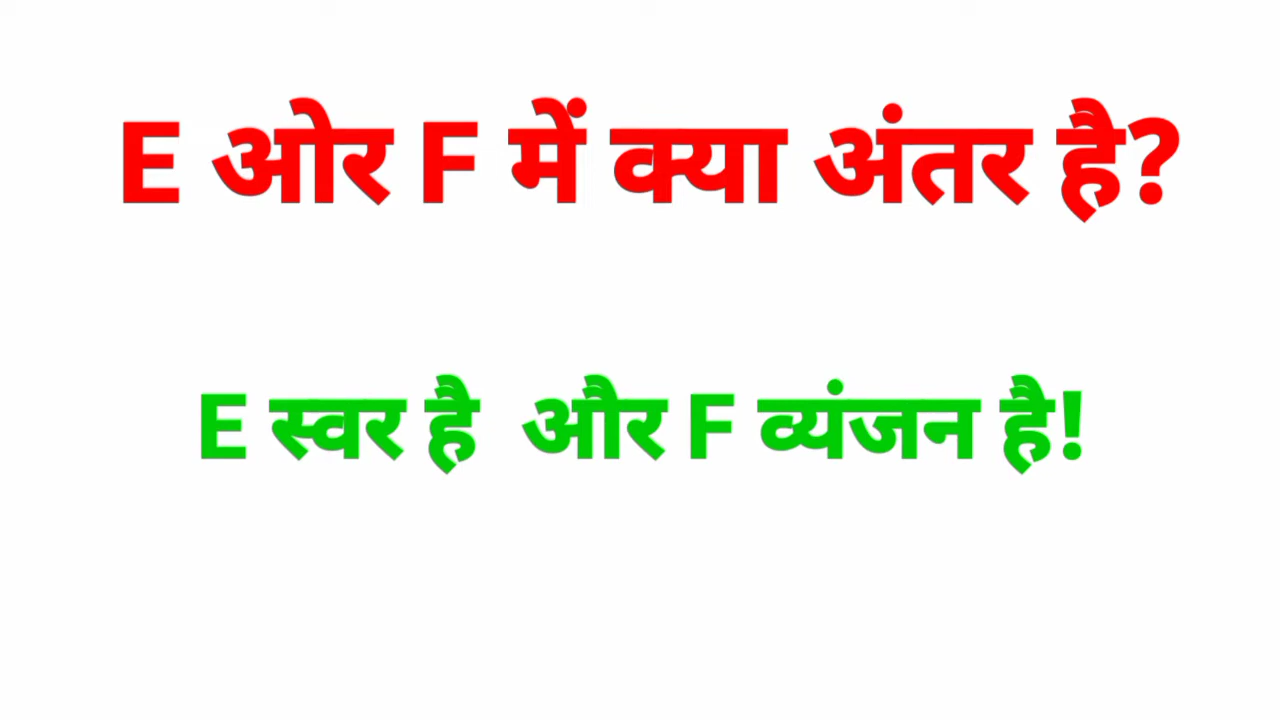 E ओर F में क्या अंतर है?
E स्वर है और F व्यंजन है!